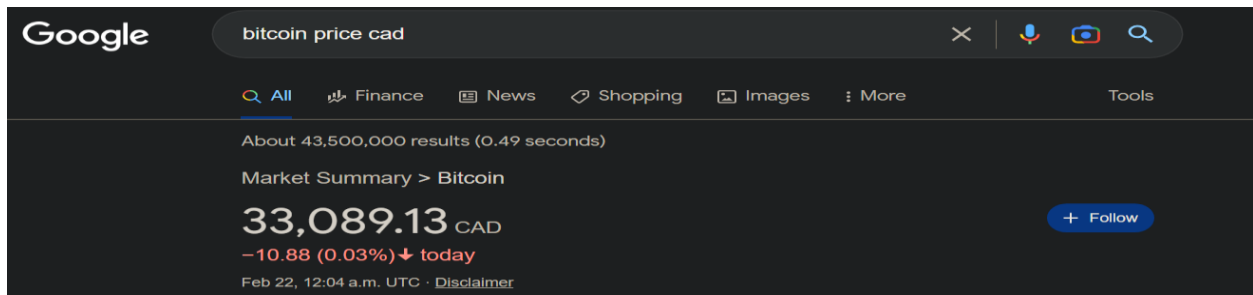 Google bitcoin price cad
All Finance News Shopping Images More Tools
About 43,500,000 results (0.49 seconds)
Market Summary > Bitcoin
33,089.13 CAD
+ Follow
−10.88 (0.03%) ↓ today
Feb 22, 12:04 a.m. UTC · Disclaimer